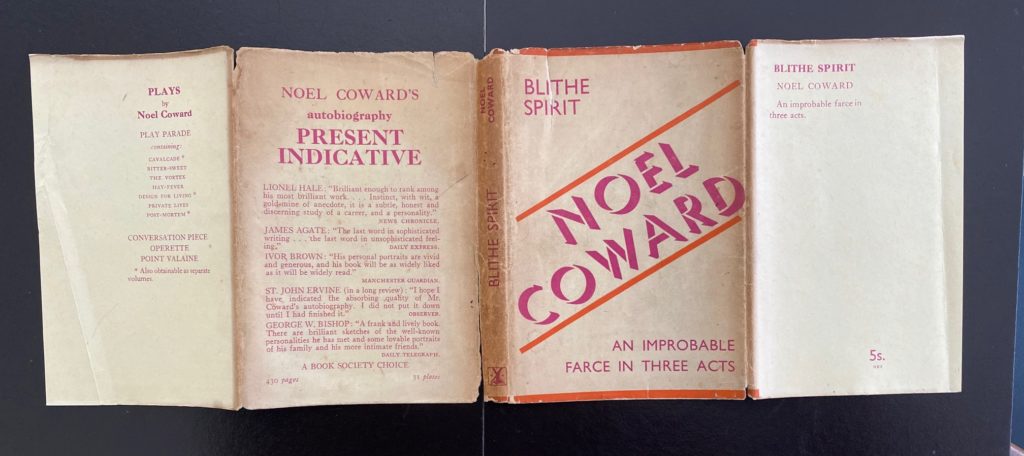 PLAYS
by
Noel Coward
PLAY PARADE
containing:
CAVALCADE*
BITTER-SWEET
THE VORTEX
HAY-FEVER
DESIGN FOR LIVING*
PRIVATE LIVES
POST-MORTEM*
CONVERSATION PIECE
OPERETTE
POINT VALAINE
* Also obtainable as separate
volumes.
NOEL COWARD'S
autobiography
PRESENT
INDICATIVE
LIONEL HALE: "Brilliant enough to rank among
his most brilliant work. . . . Instinct, with wit, a
gold-mine of anecdote, it is a subtle, honest and
discerning study of a career, and a personality."
NEWS CHRONICLE.
JAMES AGATE: "The last word in sophisticated
writing . . . the last word in unsophisticated feel-
ing."
DAILY EXPRESS.
IVOR BROWN: "His personal portraits are vivid
and generous, and his book will be as widely liked
as it will be widely read."
MANCHESTER GUARDIAN.
ST. JOHN ERVINE (in a long review): "I hope I
have indicated the absorbing quality of Mr.
Coward's autobiography. I did not put it down
until I had finished it."
OBSERVER.
GEORGE W. BISHOP: "A frank and lively book.
There are brilliant sketches of the well-known
personalities he has met and some lovable portraits
of his family and his more intimate friends."
DAILY TELEGRAPH.
A BOOK SOCIETY CHOICE
430 pages
35 plates
NOEL
COWARD
BLITHE SPIRIT
BLITHE
SPIRIT
NOEL
COWARD
AN IMPROBABLE
FARCE IN THREE ACTS
BLITHE SPIRIT
NOEL COWARD
An improbable farce in
three acts.
5s.
NET